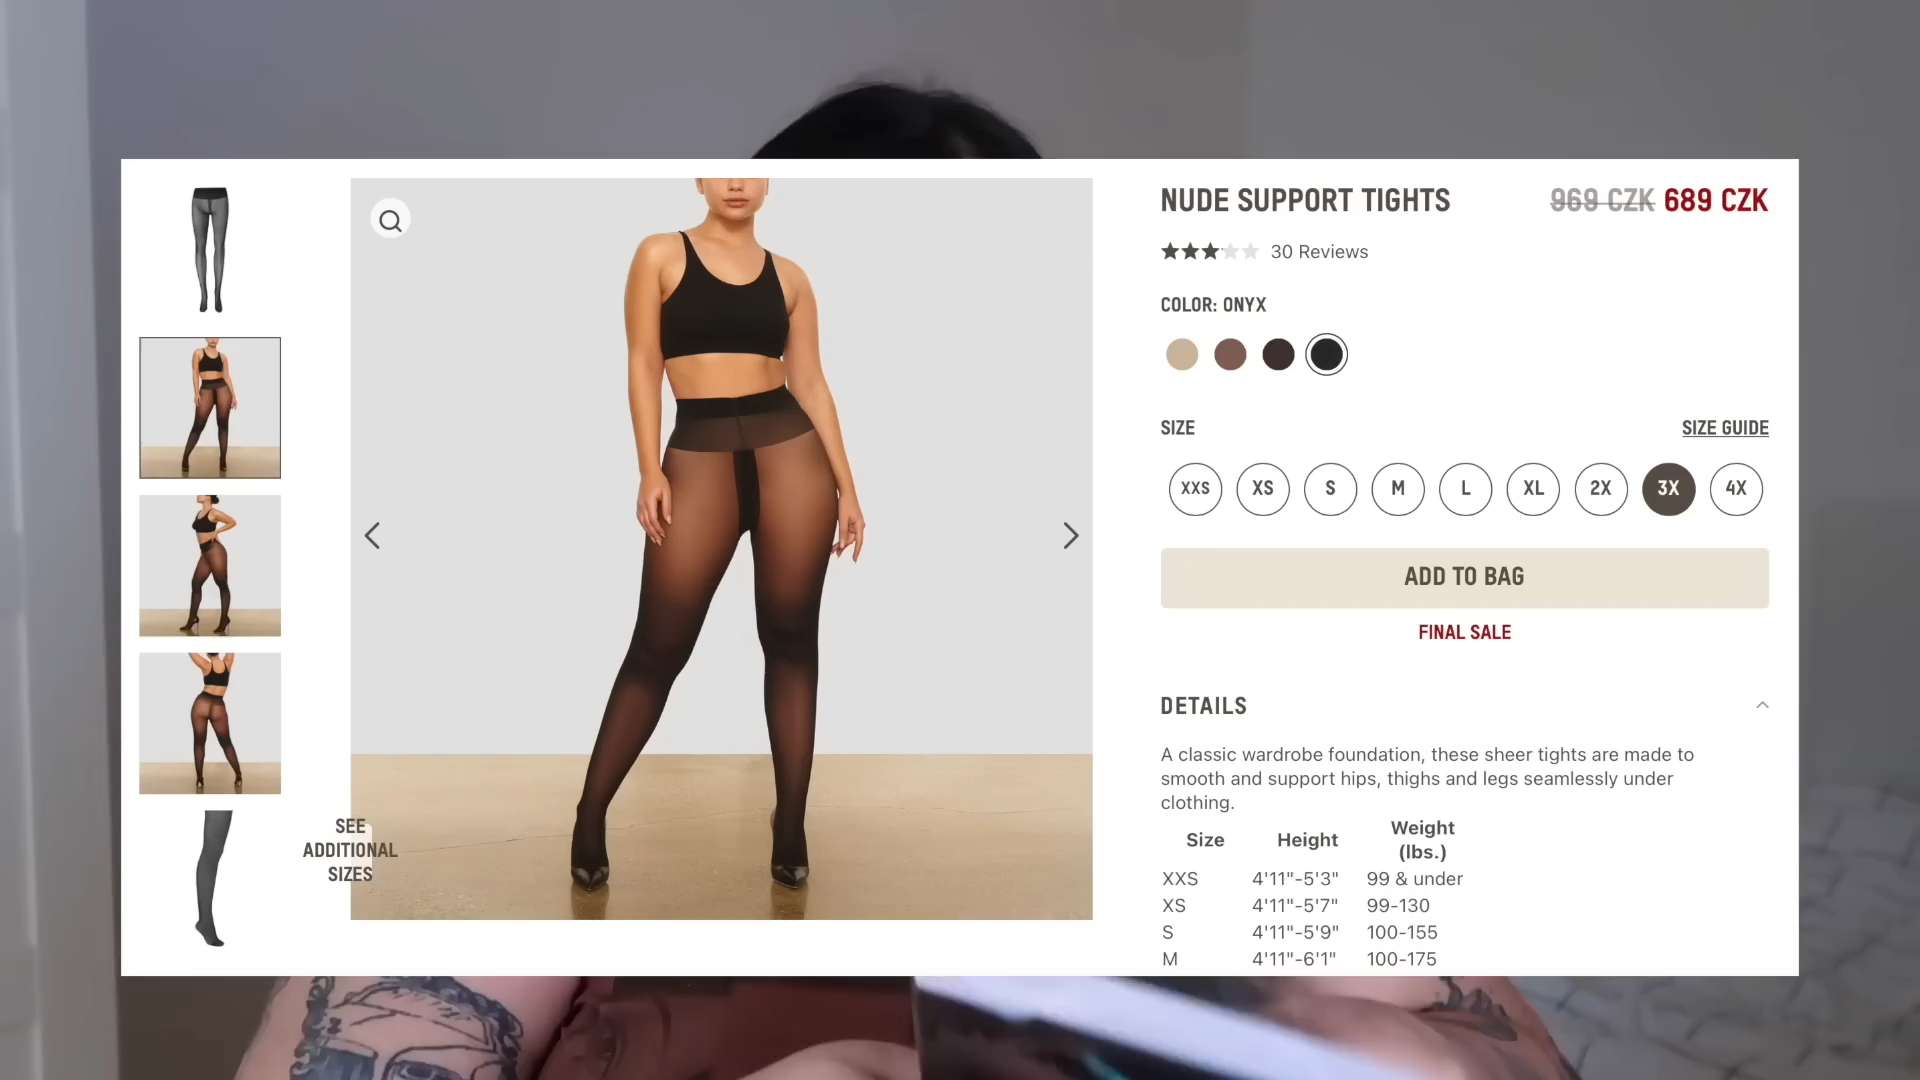 NUDE SUPPORT TIGHTS
969 CZK 689 CZK
30 Reviews
COLOR: ONYX
SIZE
SIZE GUIDE
XXS XS S M L XL 2X 3X 4X
ADD TO BAG
FINAL SALE
DETAILS
A classic wardrobe foundation, these sheer tights are made to
smooth and support hips, thighs and legs seamlessly under
clothing.
Size Height Weight
(lbs.)
XXS 4'11"-5'3" 99 & under
XS 4'11"-5'7" 99-130
S 4'11"-5'9" 100-155
M 4'11"-6'1" 100-175
SEE
ADDITIONAL
SIZES